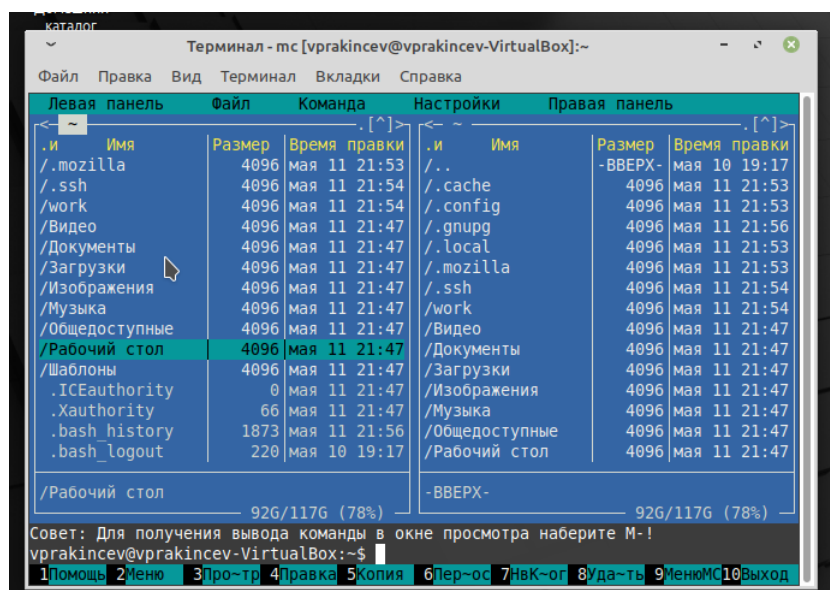 каталог
Терминал - mc [vprakincev@vprakincev-VirtualBox]:~
Файл Правка Вид Терминал Вкладки Справка
Левая панель Файл Команда Настройки Правая панель
<─ ~ ─.[^]>
.и Имя Размер Время правки
/.mozilla 4096 мая 11 21:53
/.ssh 4096 мая 11 21:54
/work 4096 мая 11 21:54
/Видео 4096 мая 11 21:47
/Документы 4096 мая 11 21:47
/Загрузки 4096 мая 11 21:47
/Изображения 4096 мая 11 21:47
/Музыка 4096 мая 11 21:47
/Общедоступные 4096 мая 11 21:47
/Рабочий стол 4096 мая 11 21:47
/Шаблоны 4096 мая 11 21:47
.ICEauthority 0 мая 11 21:47
.Xauthority 66 мая 11 21:47
.bash_history 1873 мая 11 21:56
.bash_logout 220 мая 10 19:17
/Рабочий стол
92G/117G (78%)
<─ ~ ─.[^]>
.и Имя Размер Время правки
/.. -ВВЕРХ- мая 10 19:17
/.cache 4096 мая 11 21:53
/.config 4096 мая 11 21:53
/.gnupg 4096 мая 11 21:56
/.local 4096 мая 11 21:53
/.mozilla 4096 мая 11 21:53
/.ssh 4096 мая 11 21:54
/work 4096 мая 11 21:54
/Видео 4096 мая 11 21:47
/Документы 4096 мая 11 21:47
/Загрузки 4096 мая 11 21:47
/Изображения 4096 мая 11 21:47
/Музыка 4096 мая 11 21:47
/Общедоступные 4096 мая 11 21:47
/Рабочий стол 4096 мая 11 21:47
-ВВЕРХ-
92G/117G (78%)
Совет: Для получения вывода команды в окне просмотра наберите M-!
vprakincev@vprakincev-VirtualBox:~$
1Помощь 2Меню 3Про~тр 4Правка 5Копия 6Пер~ос 7НвК~ог 8Уда~ть 9МенюMC 10Выход